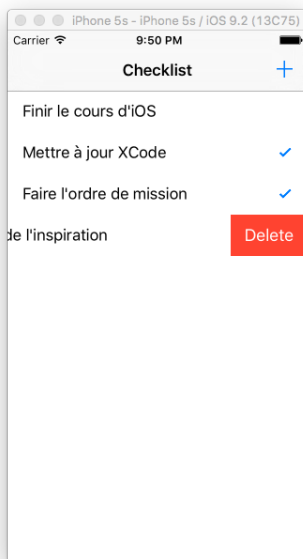 iPhone 5s - iPhone 5s / iOS 9.2 (13C75)
Carrier 9:50 PM
Checklist +
Finir le cours d'iOS
Mettre à jour XCode
Faire l'ordre de mission
de l'inspiration Delete